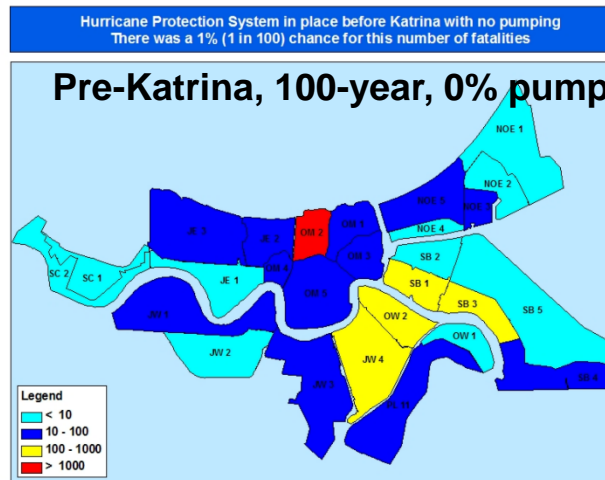 Hurricane Protection System in place before Katrina with no pumping
There was a 1% (1 in 100) chance for this number of fatalities
Pre-Katrina, 100-year, 0% pump
NOE 1
NOE 2
NOE 5
NOE 3
NOE 4
OM 2
OM 1
JE 3
JE 2
OM 4
OM 3
SB 2
SC 2
SC 1
JE 1
OM 5
SB 1
SB 3
SB 5
JW 1
OW 2
OW 1
JW 2
JW 4
JW 3
PL 11
SB 4
Legend
< 10
10 - 100
100 - 1000
> 1000